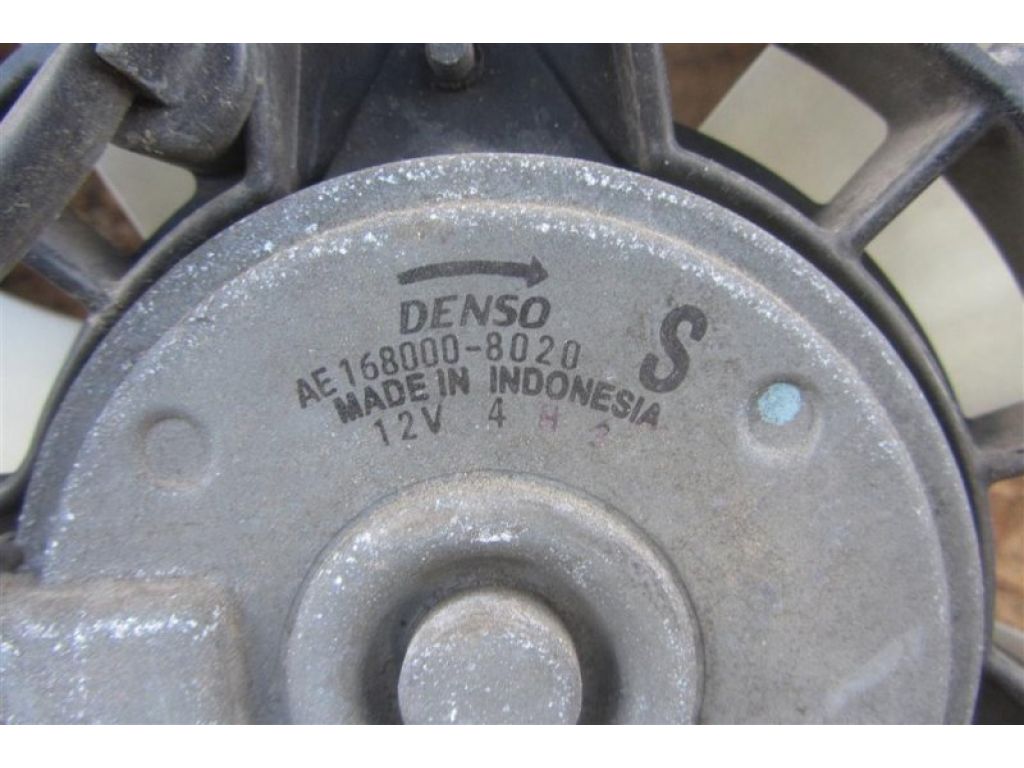 DENSO
AE168000-8020
S
MADE IN INDONESIA
12V 4 H